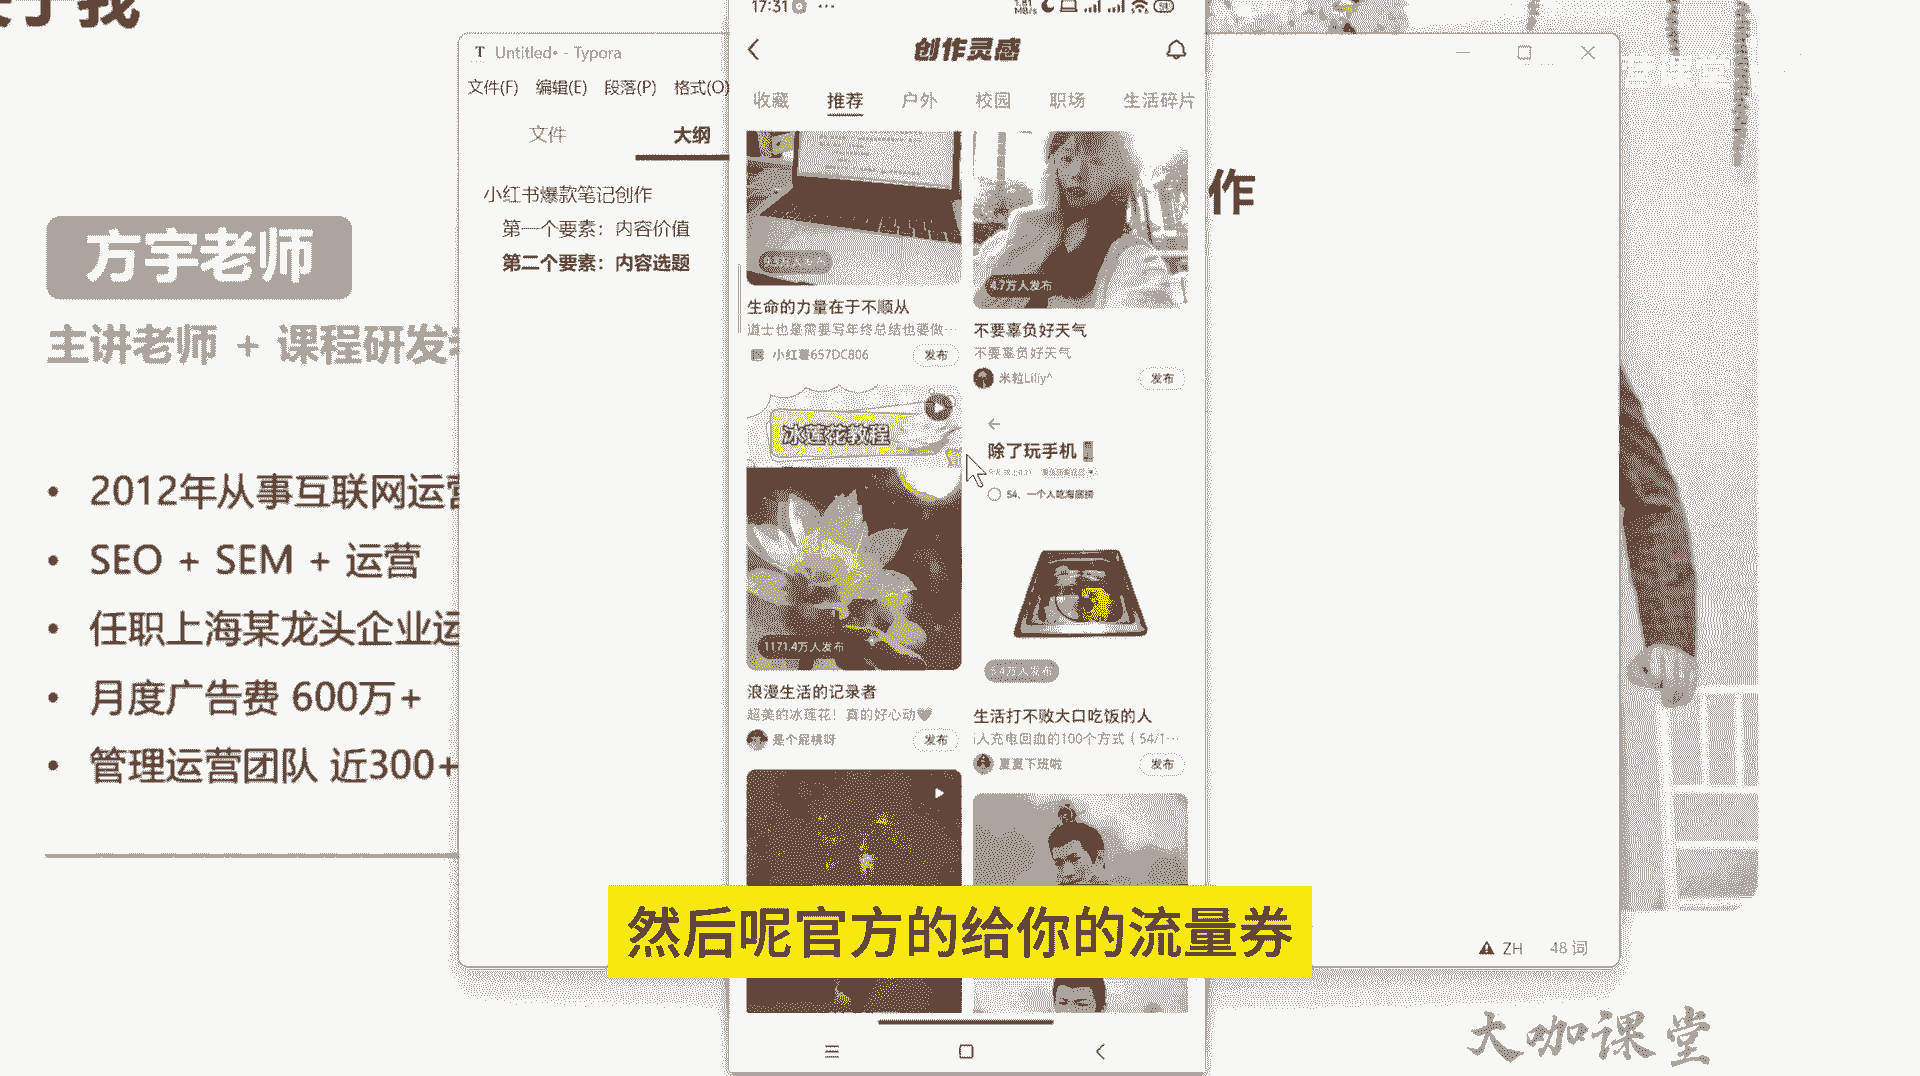 方宇老师
主讲老师 + 课程研发
• 2012年从事互联网运营
• SEO + SEM + 运营
• 任职上海某龙头企业运
• 月度广告费 600万+
• 管理运营团队 近300+
Untitled• - Typora
文件(F) 编辑(E) 段落(P) 格式(O)
文件 大纲
小红书爆款笔记创作
第一个要素：内容价值
第二个要素：内容选题
作
17:31 ···
创作灵感
收藏 推荐 户外 校园 职场 生活碎片
生命的力量在于不顺从
道士也是需要写年终总结也要做···
小红薯657DC806 发布
4.7万人发布
不要辜负好天气
不要辜负好天气
米粒Liliy^ 发布
冰莲花教程
1171.4万人发布
浪漫生活的记录者
超美的冰莲花！真的好心动
是个屁桃呀 发布
除了玩手机
54、一个人吃海底捞
生活打不败大口吃饭的人
i人充电回血的100个方式（54/1···
夏夏下班啦 发布
然后呢官方的给你的流量券
ZH 48 词
大咖课堂